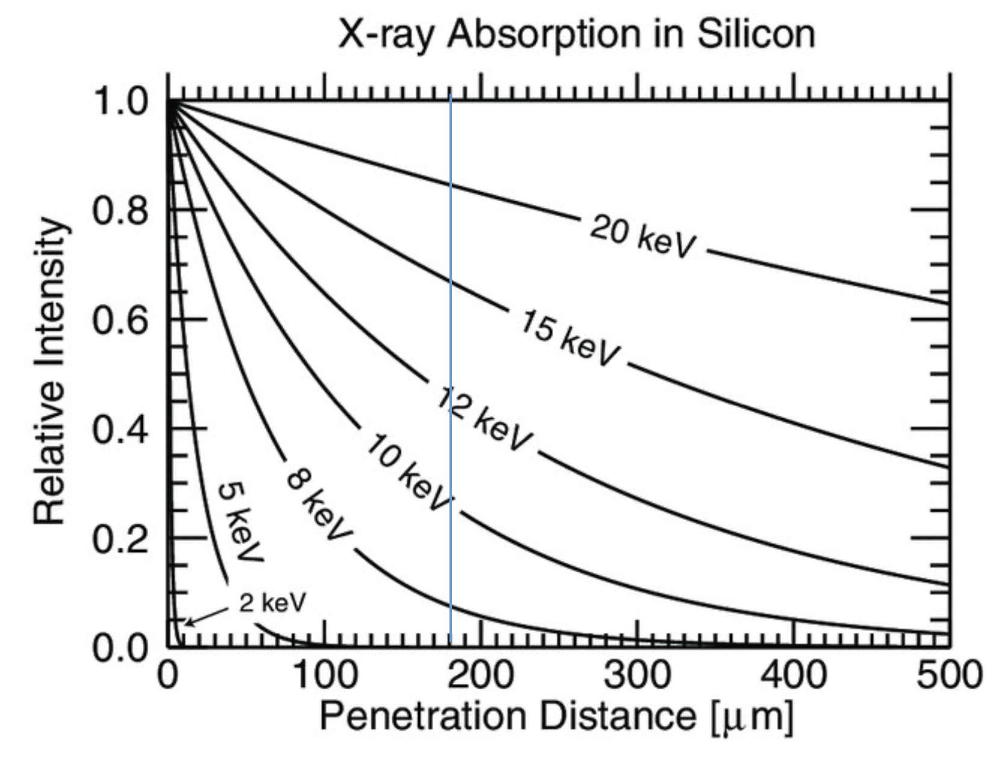 X-ray Absorption in Silicon
1.0
0.8
0.6
0.4
0.2
0.0
Relative Intensity
20 keV
15 keV
12 keV
10 keV
8 keV
5 keV
2 keV
0
100
200
300
400
500
Penetration Distance [μm]